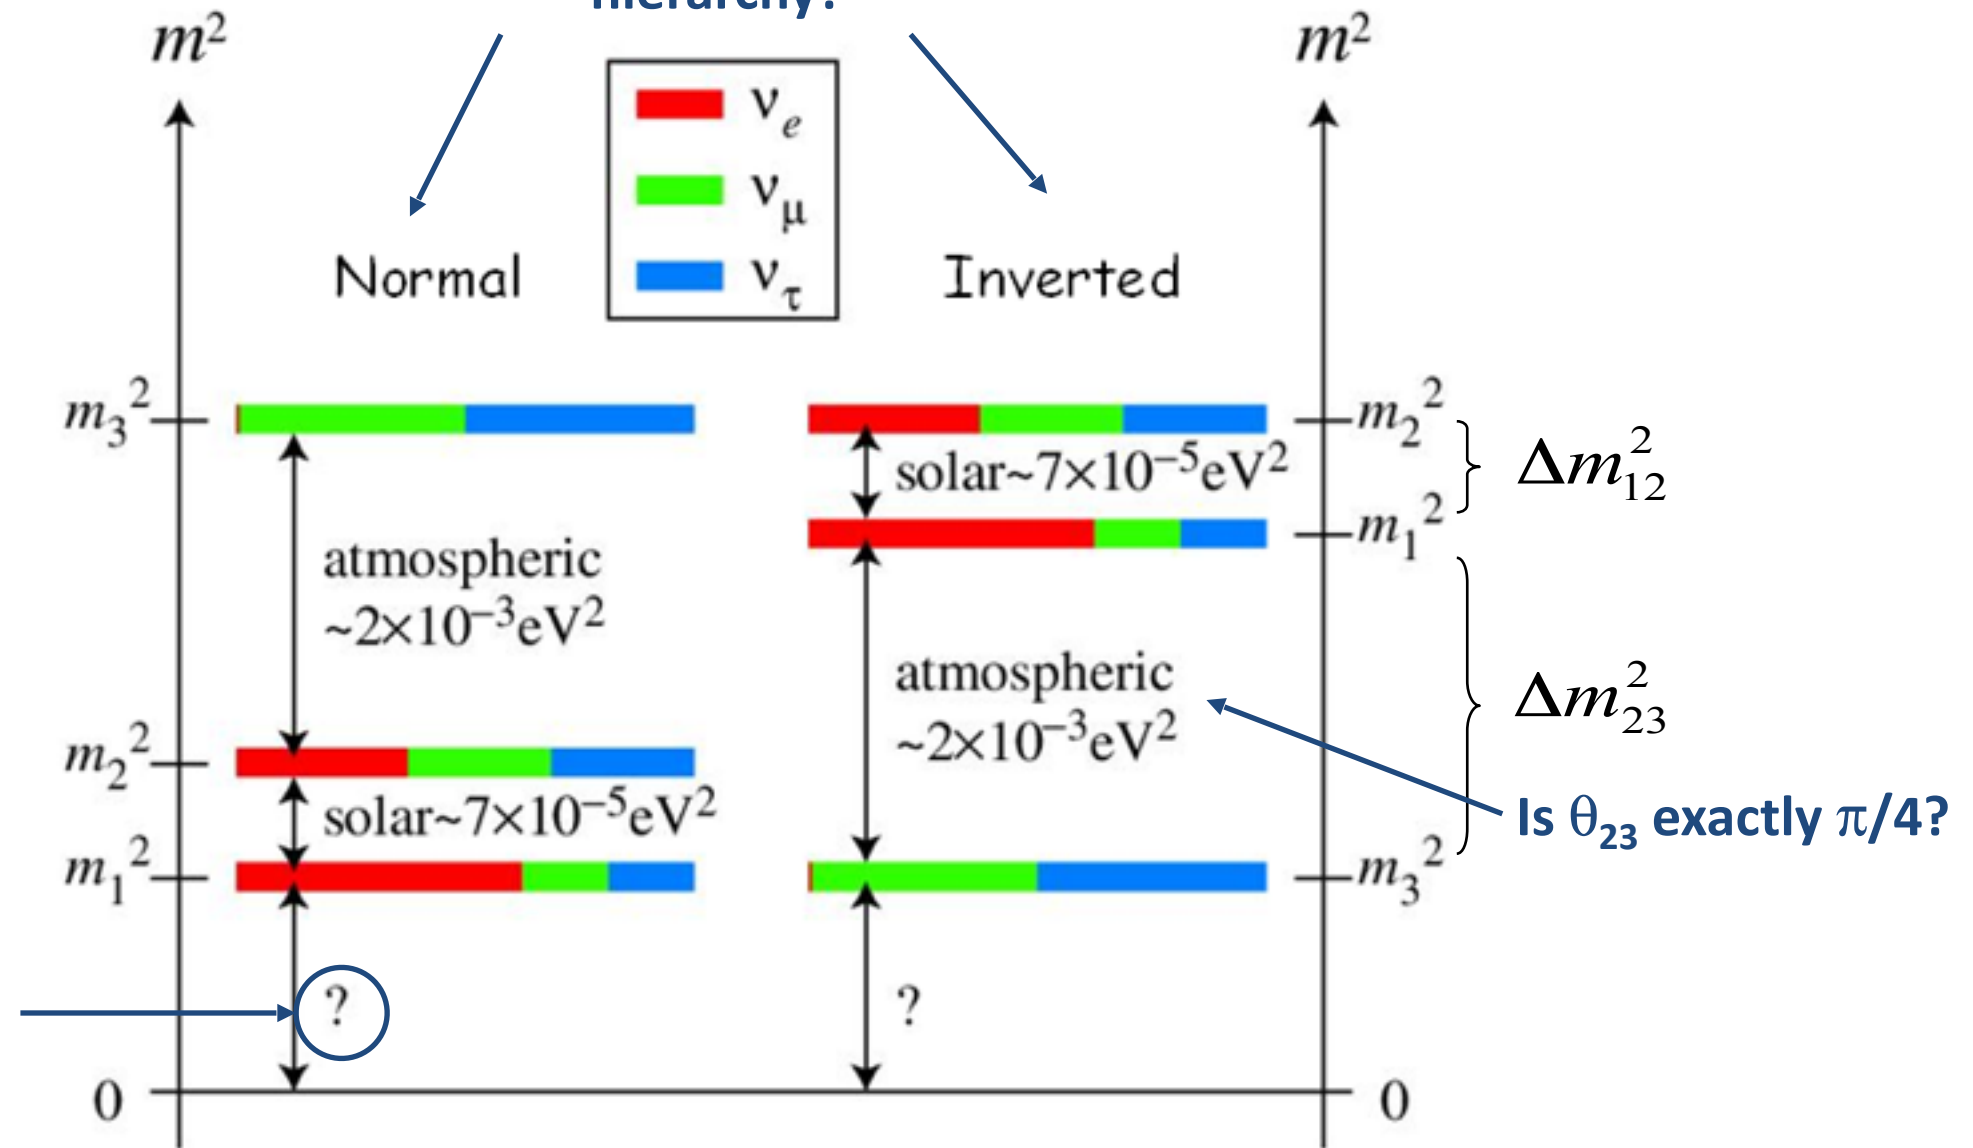 hierarchy?
m²
m²
νe
νμ
ντ
Normal
Inverted
m₃²
m₂²
solar~7×10⁻⁵eV²
Δm²₁₂
m₁²
atmospheric
~2×10⁻³eV²
atmospheric
~2×10⁻³eV²
Δm²₂₃
m₂²
solar~7×10⁻⁵eV²
Is θ₂₃ exactly π/4?
m₁²
m₃²
?
?
0
0